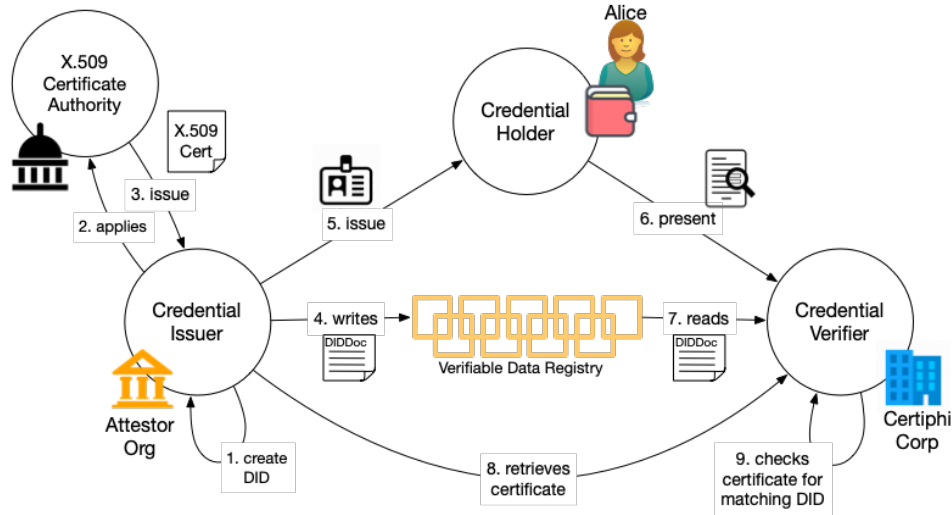 Alice
X.509
Certificate
Authority
X.509
Cert
Credential
Holder
3. issue
2. applies
5. issue
6. present
Credential
Issuer
4. writes
DIDDoc
Verifiable Data Registry
7. reads
DIDDoc
Credential
Verifier
Attestor
Org
Certiphi
Corp
1. create
DID
8. retrieves
certificate
9. checks
certificate for
matching DID